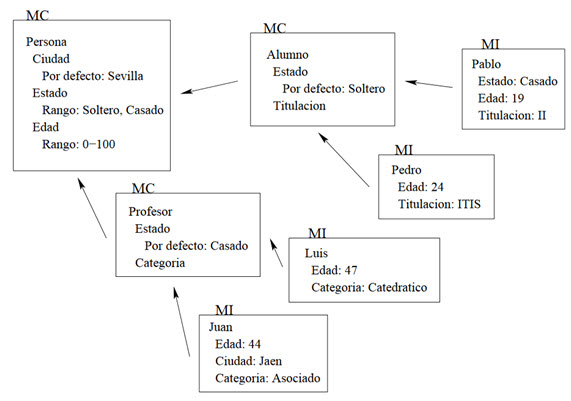 MC
Persona
Ciudad
Por defecto: Sevilla
Estado
Rango: Soltero, Casado
Edad
Rango: 0−100
MC
Alumno
Estado
Por defecto: Soltero
Titulacion
MI
Pablo
Estado: Casado
Edad: 19
Titulacion: II
MI
Pedro
Edad: 24
Titulacion: ITIS
MC
Profesor
Estado
Por defecto: Casado
Categoria
MI
Luis
Edad: 47
Categoria: Catedratico
MI
Juan
Edad: 44
Ciudad: Jaen
Categoria: Asociado